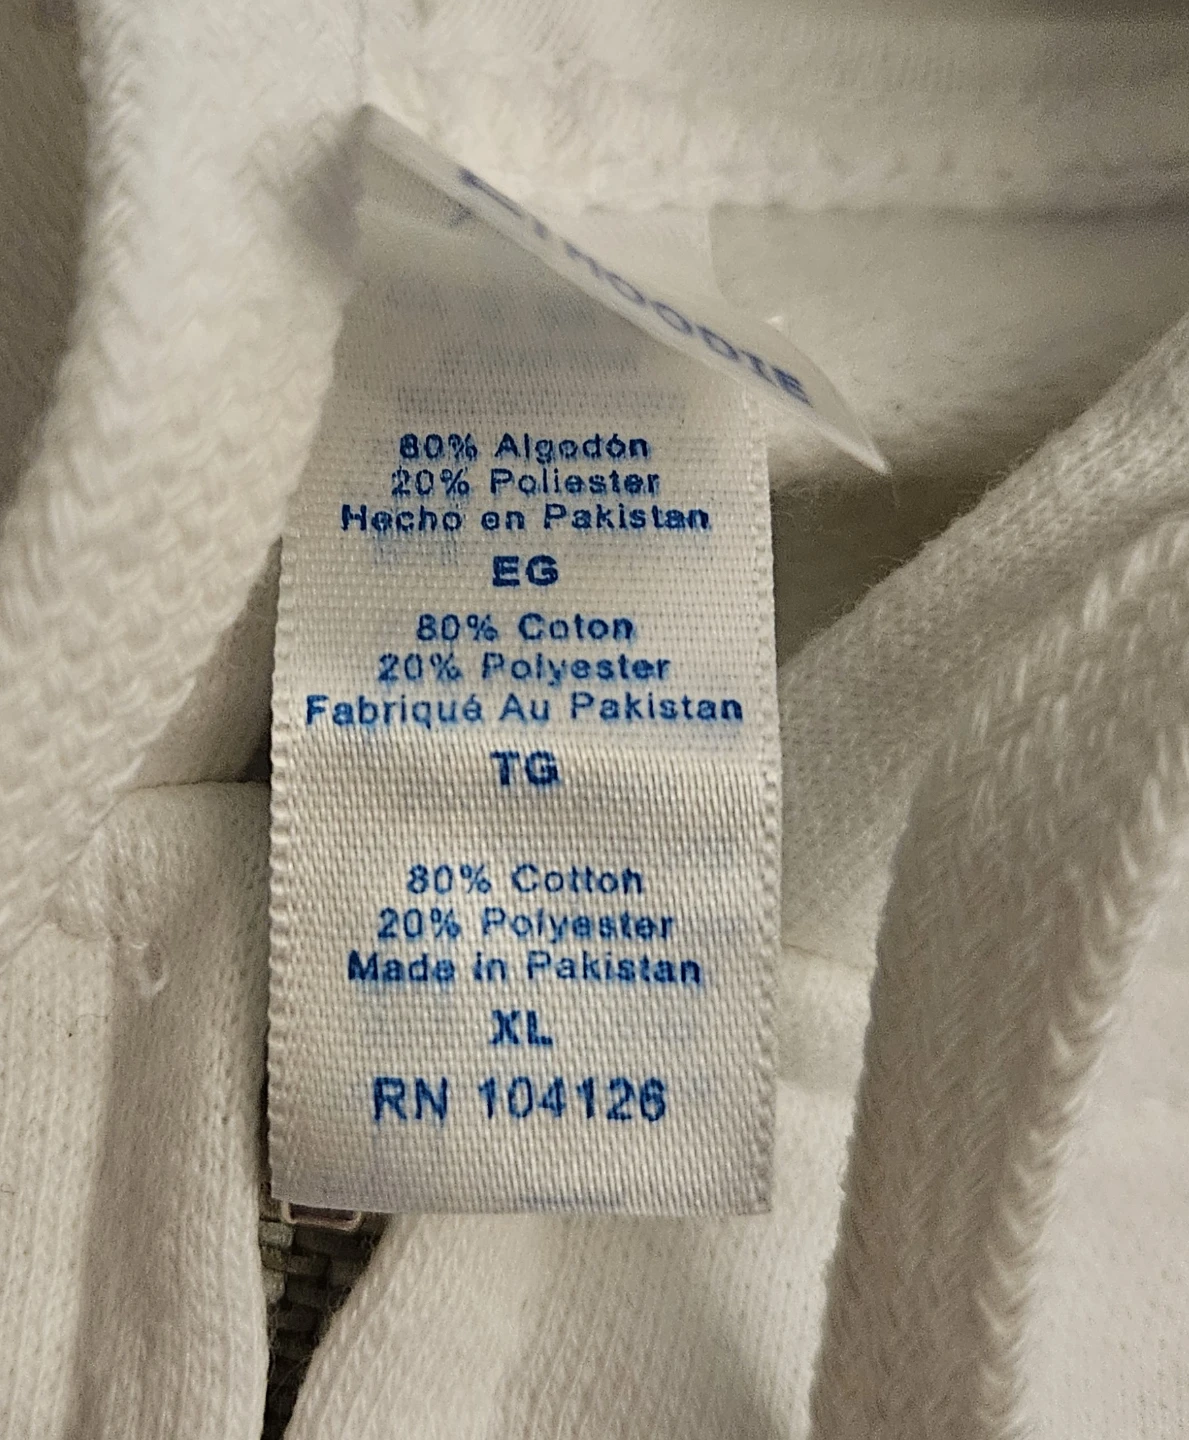 HOODIE
80% Algodón
20% Poliester
Hecho en Pakistan
EG
80% Coton
20% Polyester
Fabriqué Au Pakistan
TG
80% Cotton
20% Polyester
Made in Pakistan
XL
RN 104126